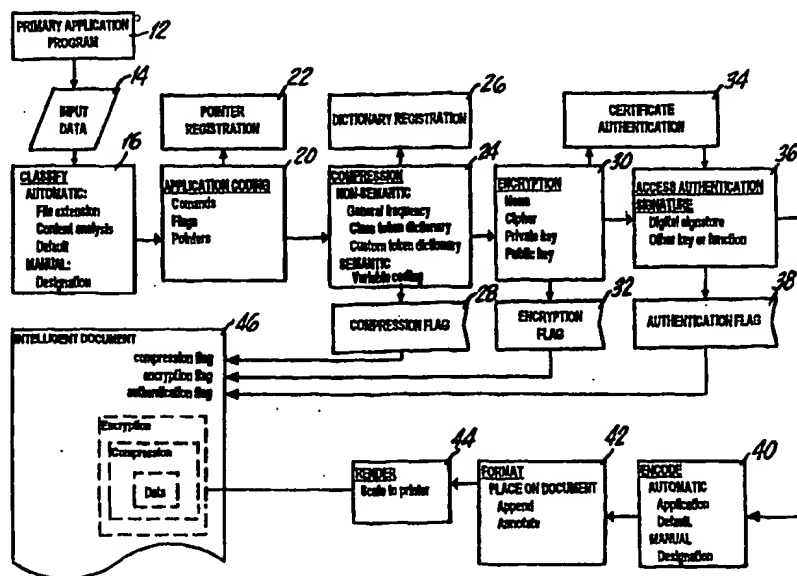 PRIMARY APPLICATION
PROGRAM
12
14
INPUT
DATA
16
CLASSIFY
AUTOMATIC:
File extension
Content analysis
Default
MANUAL:
Designation
22
POINTER
REGISTRATION
20
APPLICATION CODING
Comands
Flags
Pointers
26
DICTIONARY REGISTRATION
24
COMPRESSION
NON-SEMANTIC
General frequency
Class token dictionary
Custom token dictionary
SEMANTIC
Variable coding
28
COMPRESSION FLAG
30
ENCRYPTION
None
Cipher
Private key
Public key
32
ENCRYPTION
FLAG
34
CERTIFICATE
AUTHENTICATION
36
ACCESS AUTHENTICATION
SIGNATURE
Digital signature
Other key or function
38
AUTHENTICATION FLAG
46
INTELLIGENT DOCUMENT
compression flag
encryption flag
authentication flag
Encryption
Compression
Data
44
RENDER
Scale to printer
42
FORMAT
PLACE ON DOCUMENT
Append
Annotate
40
ENCODE
AUTOMATIC
Application
Default
MANUAL
Designation